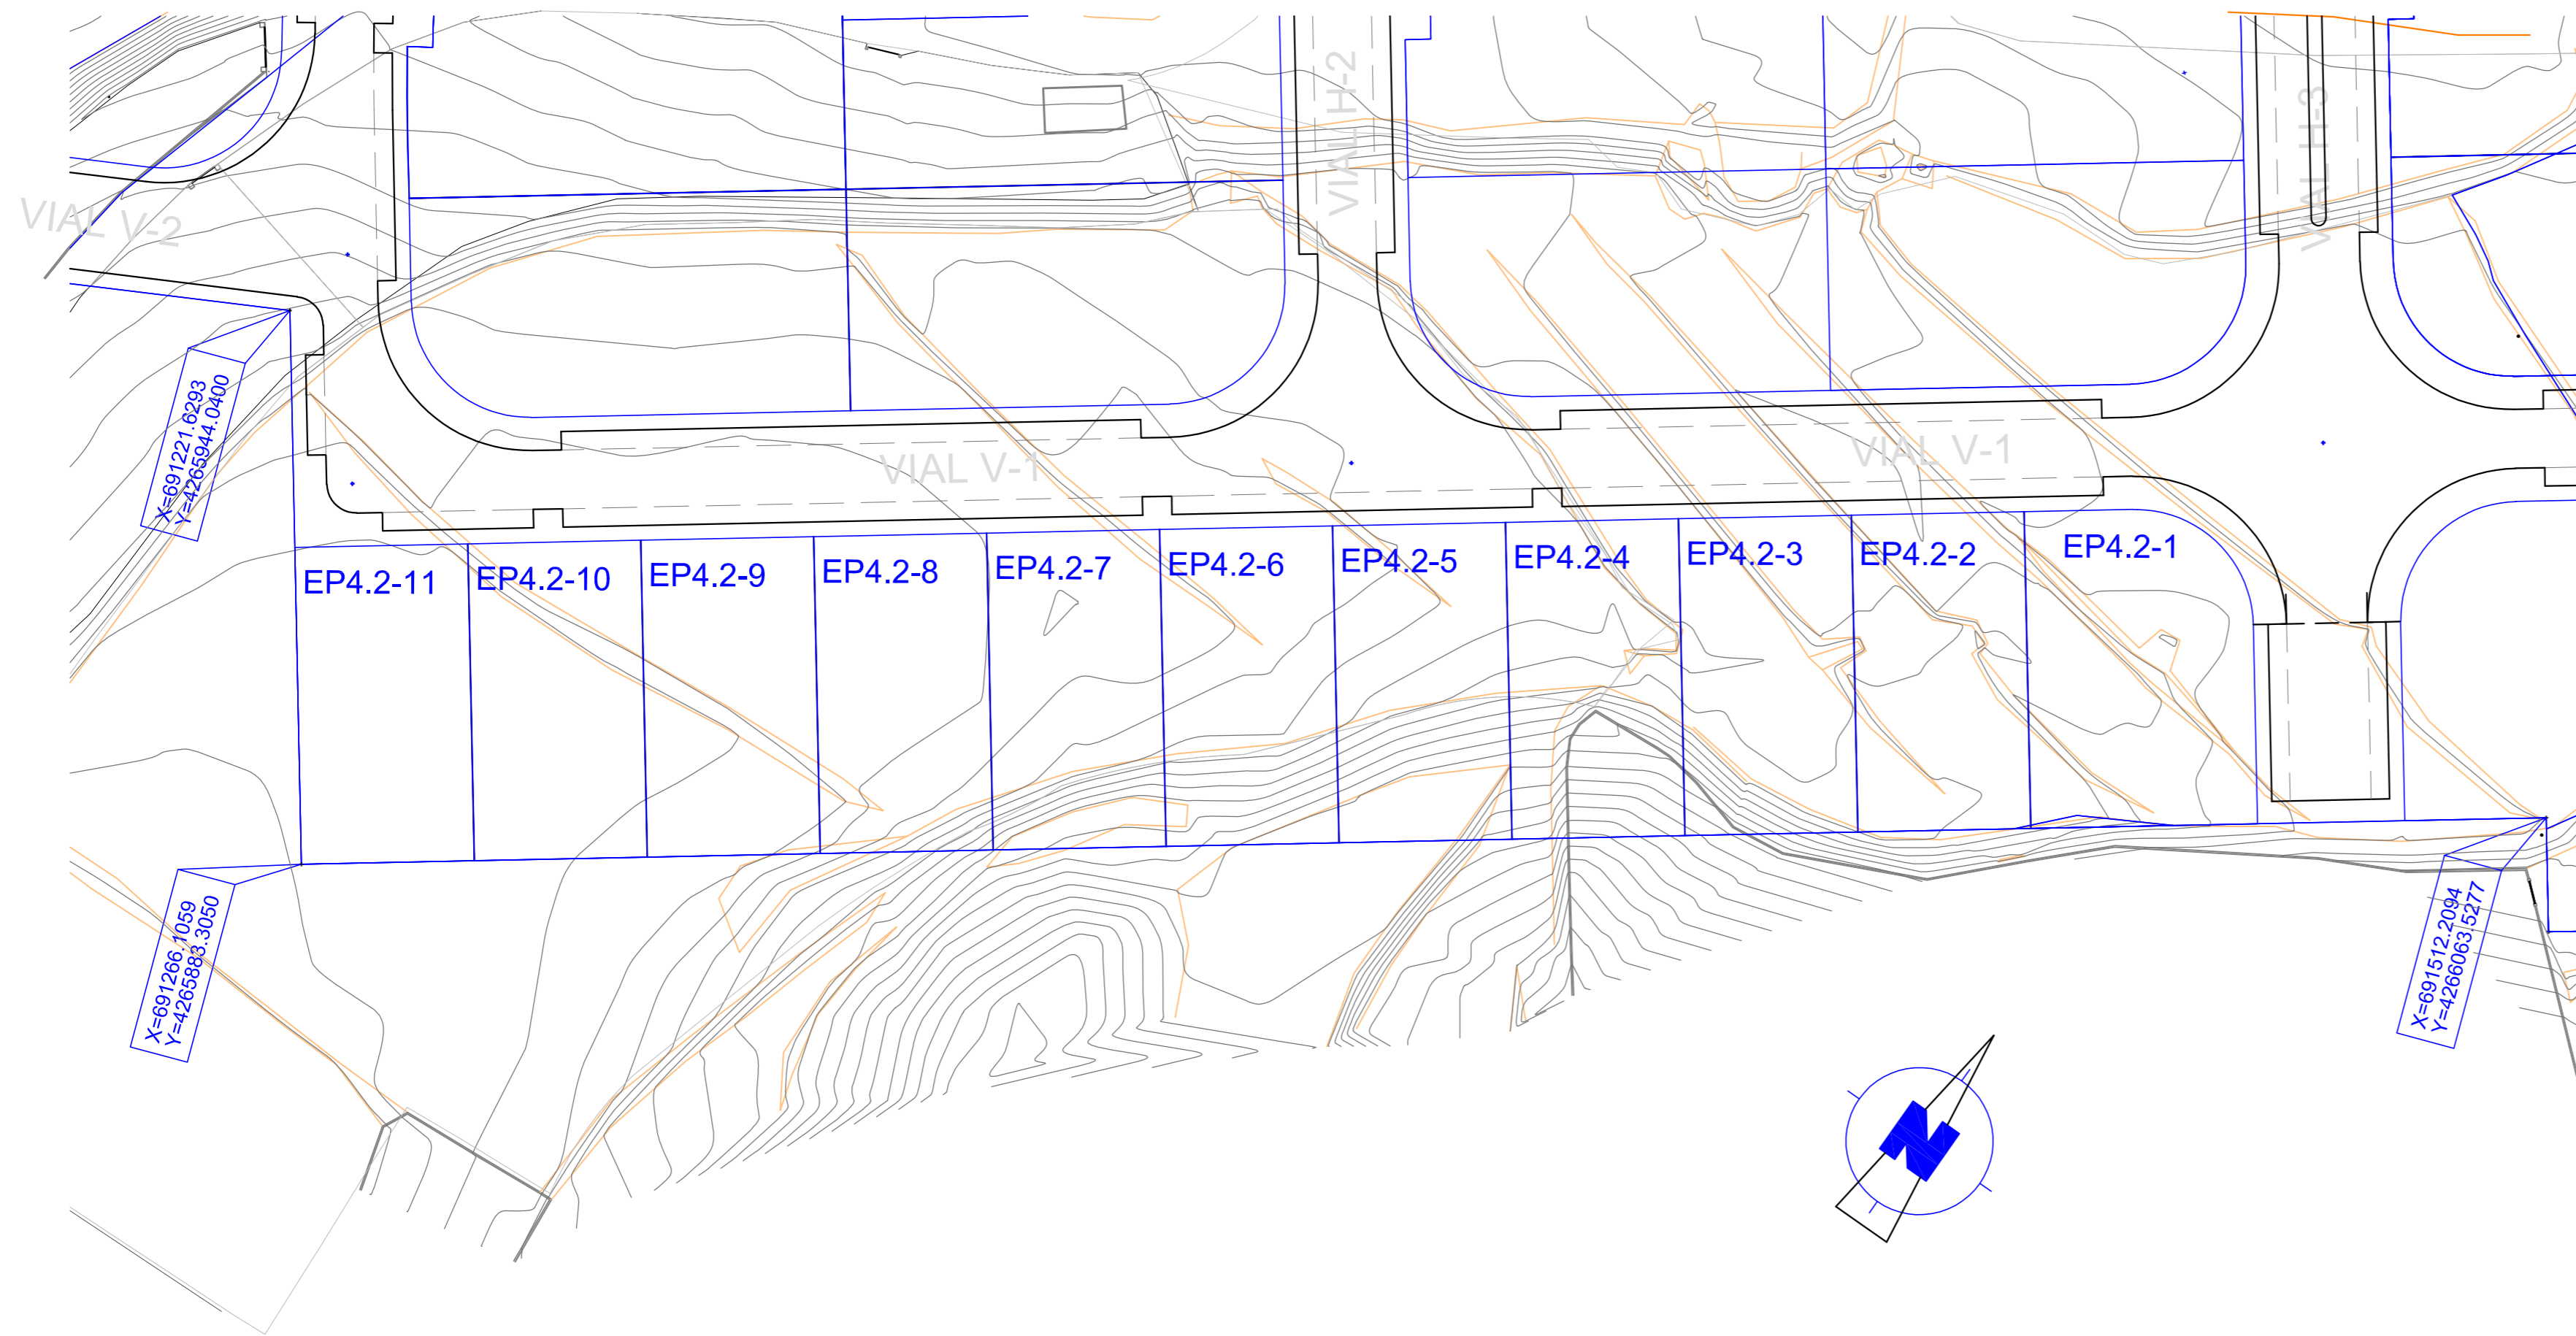 VIAL H-2
VIAL H-3
VIAL V-2
X=691221.6293
Y=4265944.0400
VIAL V-1
VIAL V-1
EP4.2-11
EP4.2-10
EP4.2-9
EP4.2-8
EP4.2-7
EP4.2-6
EP4.2-5
EP4.2-4
EP4.2-3
EP4.2-2
EP4.2-1
X=691266.1059
Y=4265883.3050
X=691512.2094
Y=4266063.5277
N